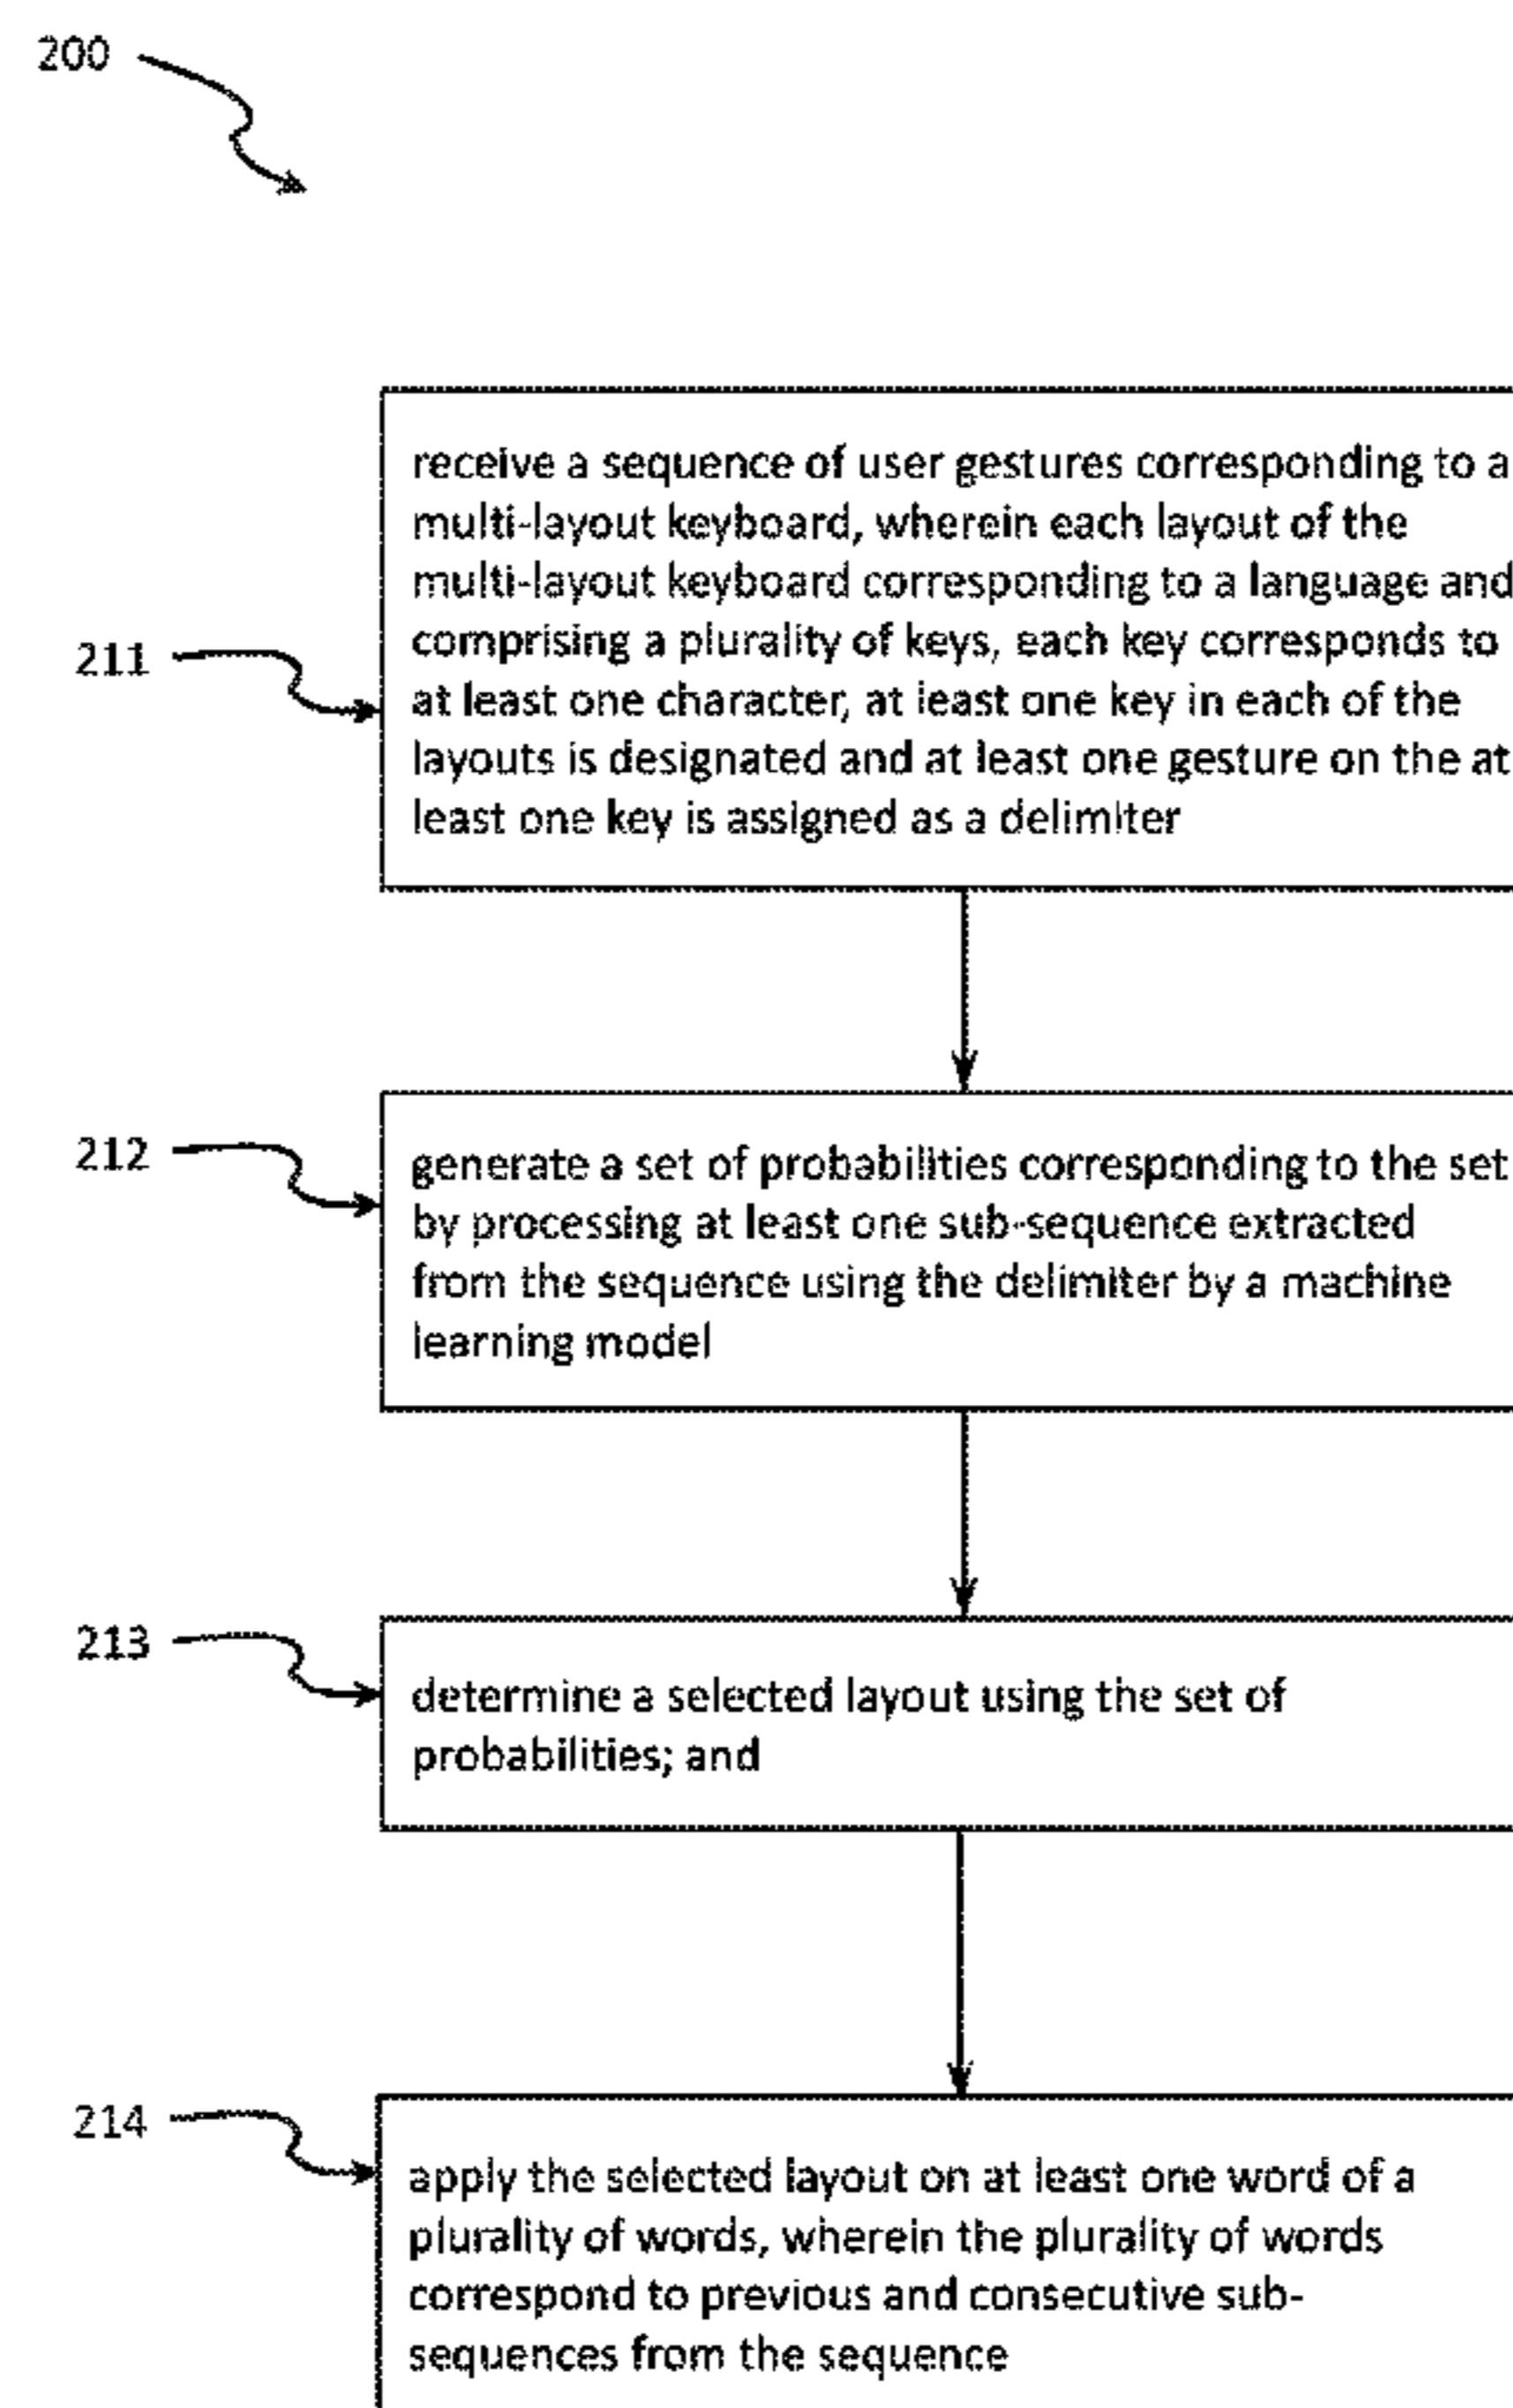 200
receive a sequence of user gestures corresponding to a
multi-layout keyboard, wherein each layout of the
multi-layout keyboard corresponding to a language and
comprising a plurality of keys, each key corresponds to
at least one character, at least one key in each of the
layouts is designated and at least one gesture on the at
least one key is assigned as a delimiter
211
212
generate a set of probabilities corresponding to the set
by processing at least one sub-sequence extracted
from the sequence using the delimiter by a machine
learning model
213
determine a selected layout using the set of
probabilities; and
214
apply the selected layout on at least one word of a
plurality of words, wherein the plurality of words
correspond to previous and consecutive sub-
sequences from the sequence